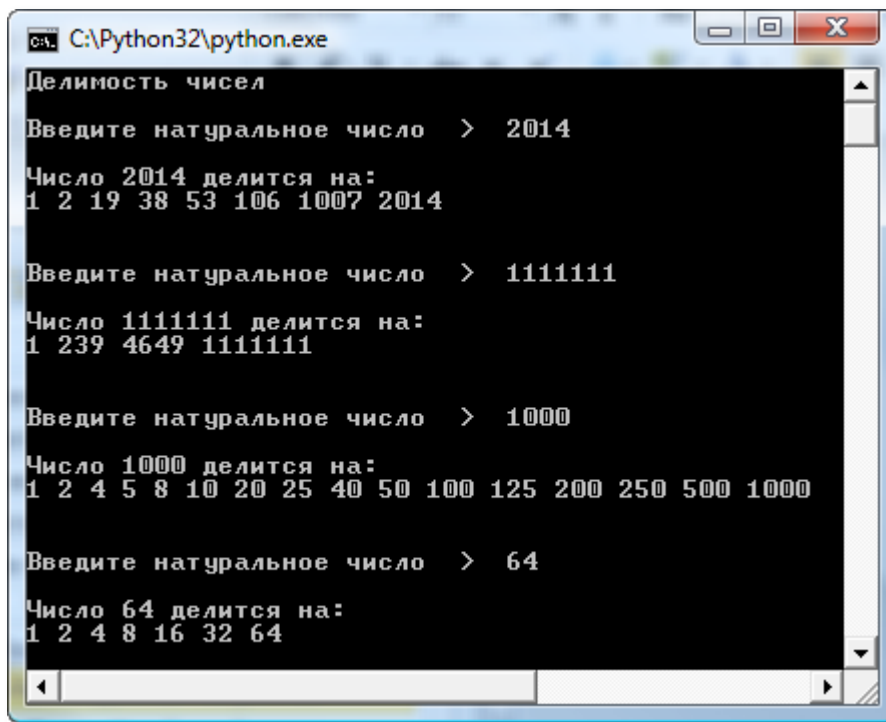 C:\Python32\python.exe
Делимость чисел
Введите натуральное число > 2014
Число 2014 делится на:
1 2 19 38 53 106 1007 2014
Введите натуральное число > 1111111
Число 1111111 делится на:
1 239 4649 1111111
Введите натуральное число > 1000
Число 1000 делится на:
1 2 4 5 8 10 20 25 40 50 100 125 200 250 500 1000
Введите натуральное число > 64
Число 64 делится на:
1 2 4 8 16 32 64